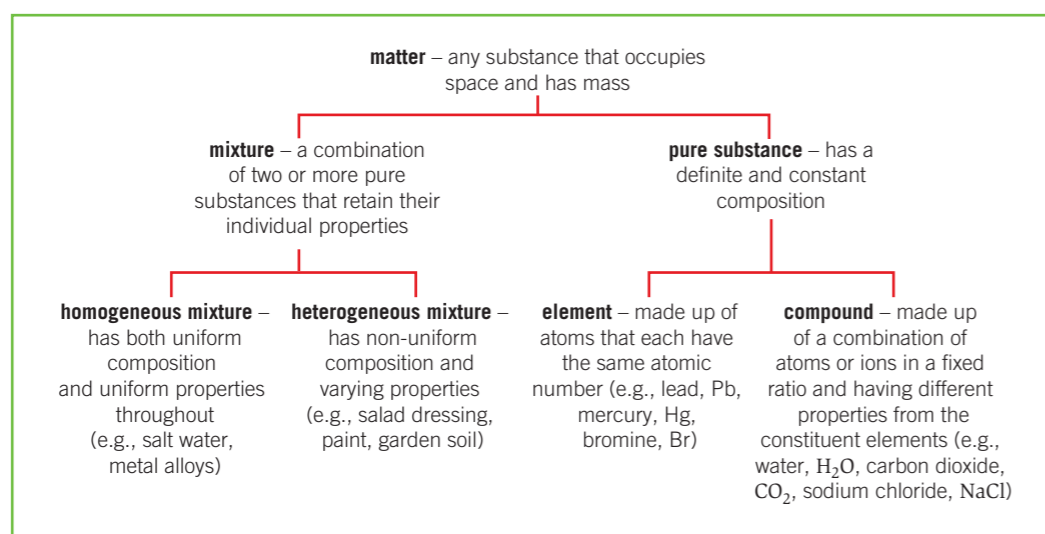 matter – any substance that occupies
space and has mass
mixture – a combination
of two or more pure
substances that retain their
individual properties
pure substance – has a
definite and constant
composition
homogeneous mixture –
has both uniform
composition
and uniform properties
throughout
(e.g., salt water,
metal alloys)
heterogeneous mixture –
has non-uniform
composition and
varying properties
(e.g., salad dressing,
paint, garden soil)
element – made up of
atoms that each have
the same atomic
number (e.g., lead, Pb,
mercury, Hg,
bromine, Br)
compound – made up
of a combination of
atoms or ions in a fixed
ratio and having different
properties from the
constituent elements (e.g.,
water, H₂O, carbon dioxide,
CO₂, sodium chloride, NaCl)